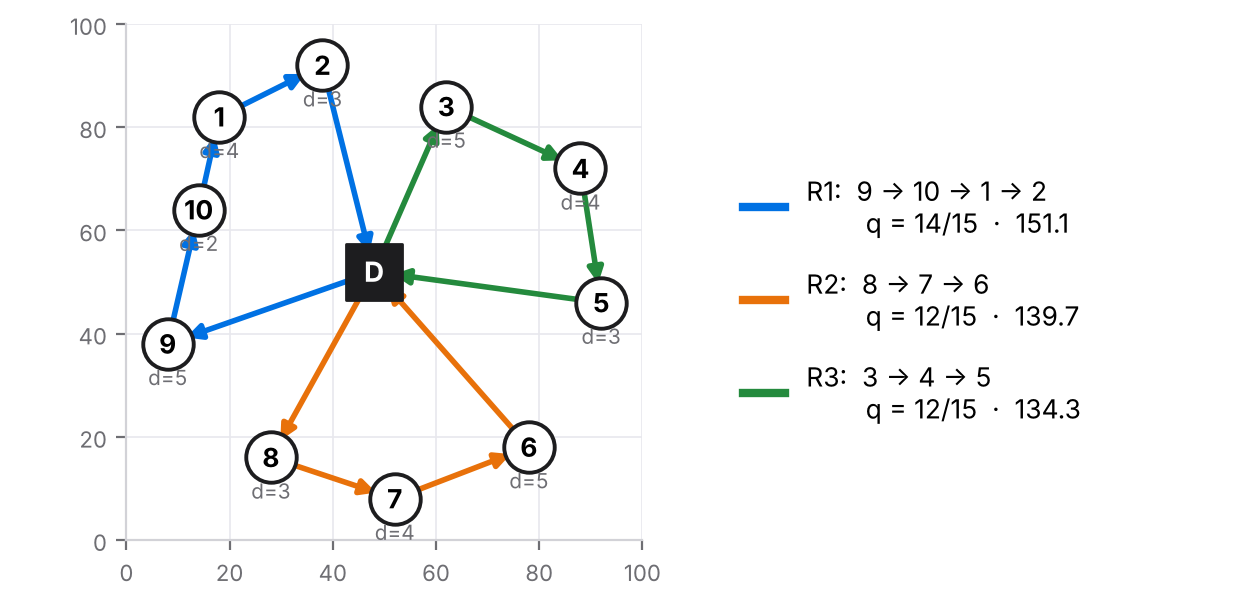 100
80
60
40
20
0
0 20 40 60 80 100
2
d=3
1
d=4
3
d=5
4
d=4
10
d=2
D
5
d=3
9
d=5
8
d=3
6
d=5
7
d=4
R1: 9 → 10 → 1 → 2
q = 14/15 · 151.1
R2: 8 → 7 → 6
q = 12/15 · 139.7
R3: 3 → 4 → 5
q = 12/15 · 134.3